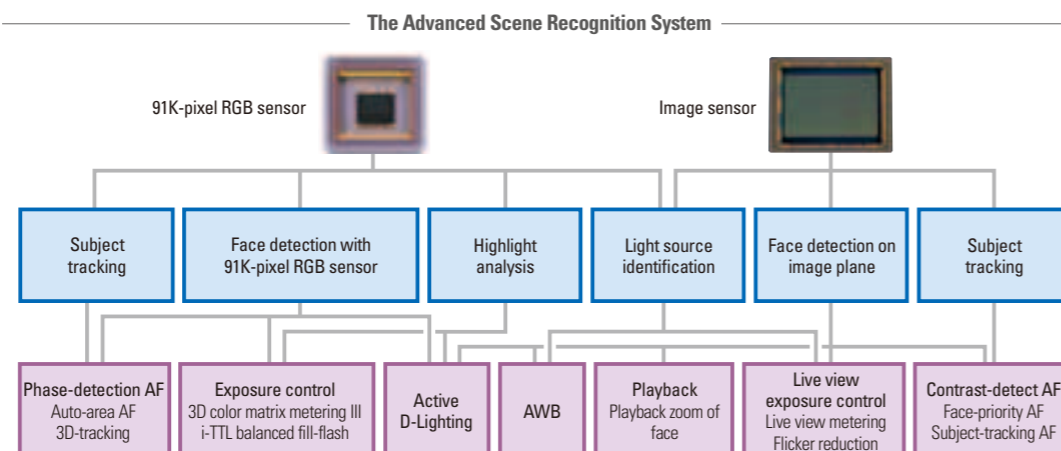 The Advanced Scene Recognition System
91K-pixel RGB sensor
Image sensor
Subject
tracking
Face detection with
91K-pixel RGB sensor
Highlight
analysis
Light source
identification
Face detection on
image plane
Subject
tracking
Phase-detection AF
Auto-area AF
3D-tracking
Exposure control
3D color matrix metering III
i-TTL balanced fill-flash
Active
D-Lighting
AWB
Playback
Playback zoom of
face
Live view
exposure control
Live view metering
Flicker reduction
Contrast-detect AF
Face-priority AF
Subject-tracking AF